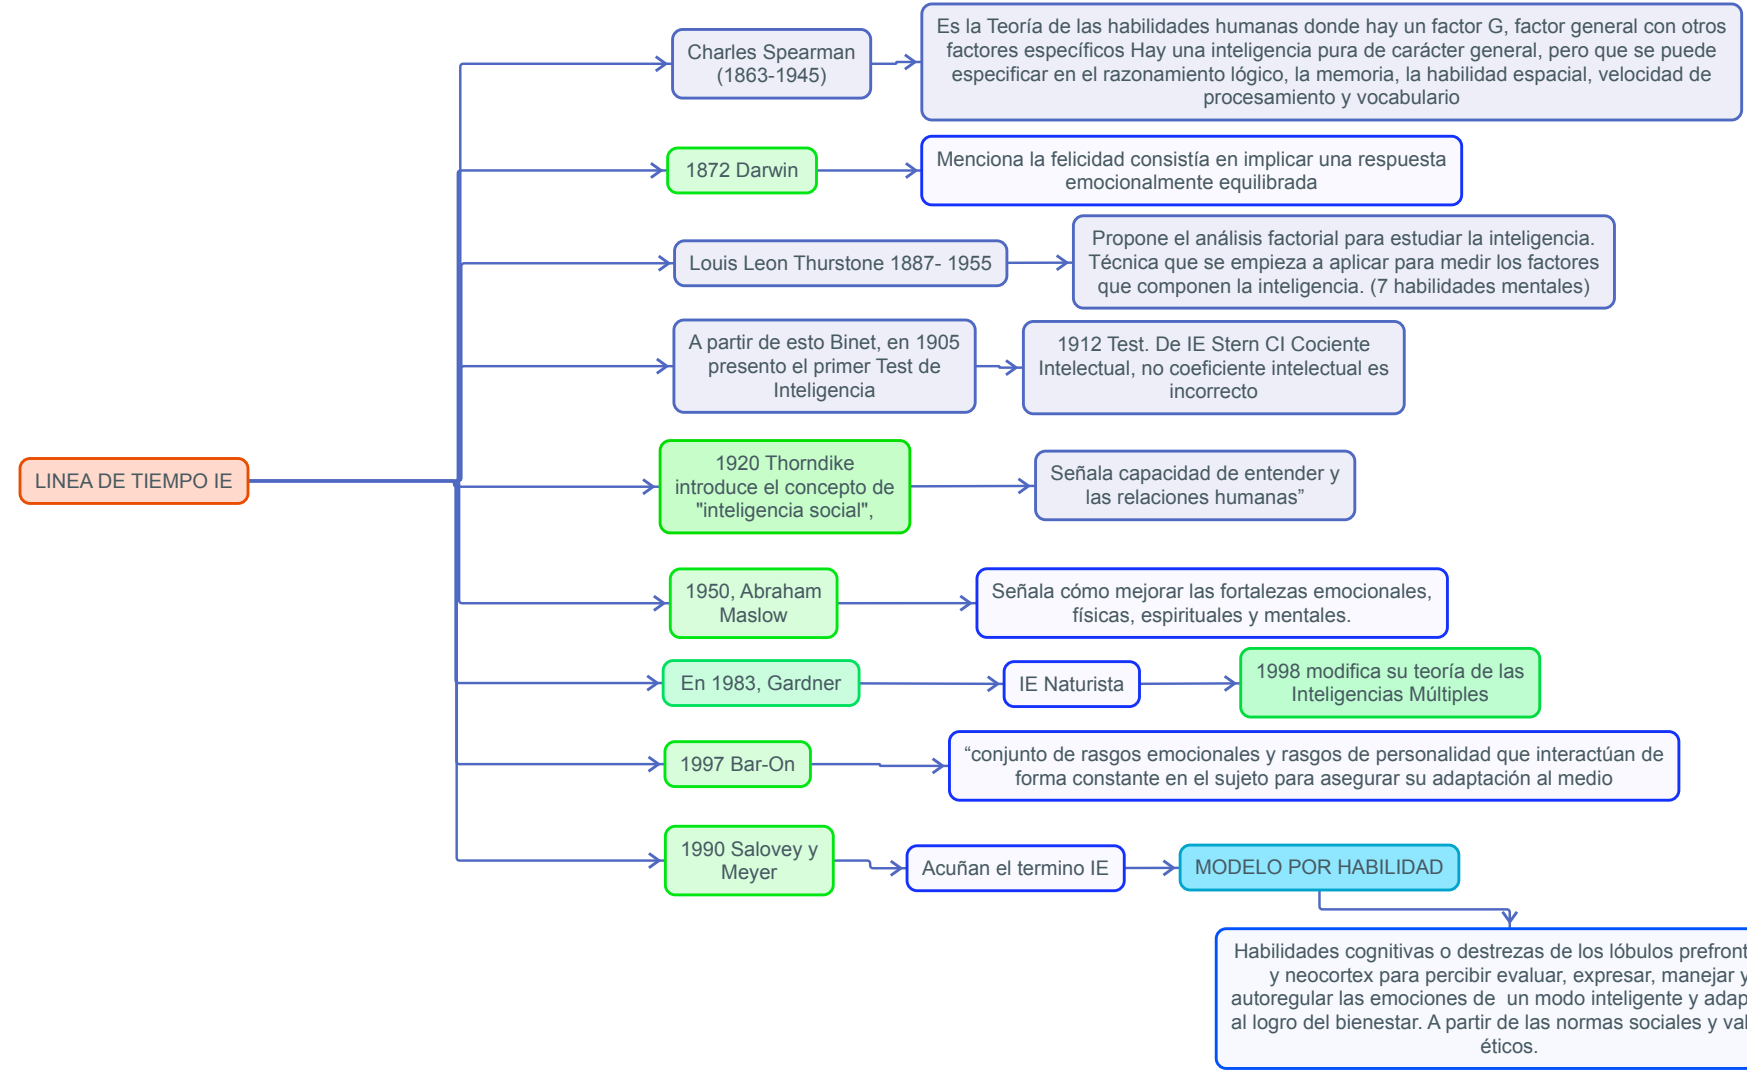 Charles Spearman
(1863-1945)
Es la Teoría de las habilidades humanas donde hay un factor G, factor general con otros
factores específicos Hay una inteligencia pura de carácter general, pero que se puede
especificar en el razonamiento lógico, la memoria, la habilidad espacial, velocidad de
procesamiento y vocabulario
1872 Darwin
Menciona la felicidad consistía en implicar una respuesta
emocionalmente equilibrada
Louis Leon Thurstone 1887- 1955
Propone el análisis factorial para estudiar la inteligencia.
Técnica que se empieza a aplicar para medir los factores
que componen la inteligencia. (7 habilidades mentales)
A partir de esto Binet, en 1905
presento el primer Test de
Inteligencia
1912 Test. De IE Stern CI Cociente
Intelectual, no coeficiente intelectual es
incorrecto
LINEA DE TIEMPO IE
1920 Thorndike
introduce el concepto de
"inteligencia social",
Señala capacidad de entender y
las relaciones humanas”
1950, Abraham
Maslow
Señala cómo mejorar las fortalezas emocionales,
físicas, espirituales y mentales.
En 1983, Gardner
IE Naturista
1998 modifica su teoría de las
Inteligencias Múltiples
1997 Bar-On
“conjunto de rasgos emocionales y rasgos de personalidad que interactúan de
forma constante en el sujeto para asegurar su adaptación al medio
1990 Salovey y
Meyer
Acuñan el termino IE
MODELO POR HABILIDAD
Habilidades cognitivas o destrezas de los lóbulos
y neocortex para percibir evaluar, expresar, manejar y
autoregular las emociones de un modo inteligente y
al logro del bienestar. A partir de las normas sociales y
éticos.